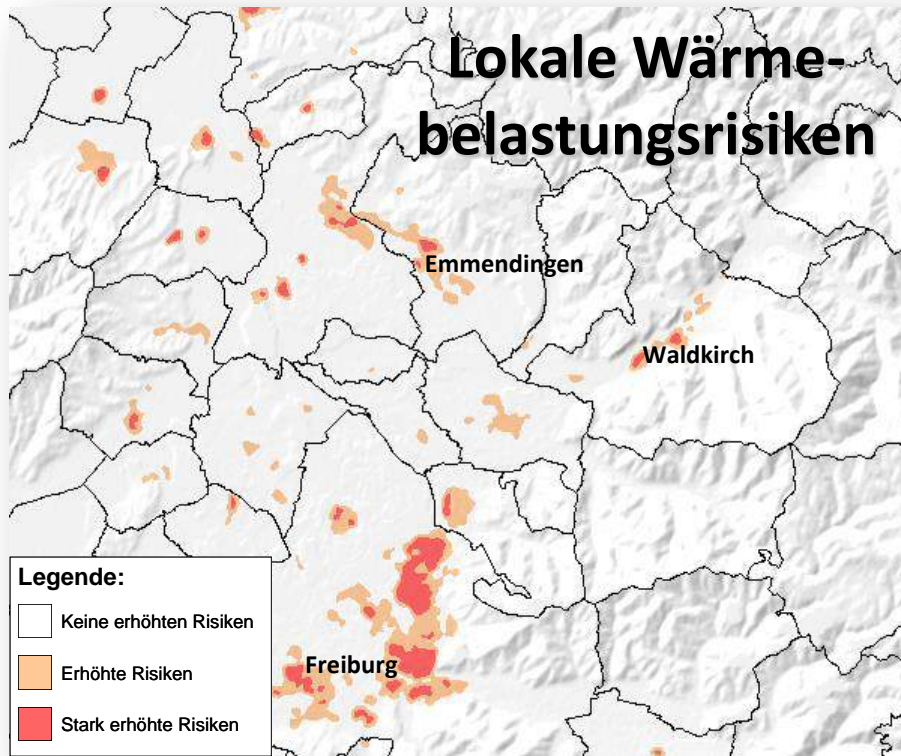 Lokale Wärme-
belastungsrisiken
Emmendingen
Waldkirch
Freiburg
Legende:
Keine erhöhten Risiken
Erhöhte Risiken
Stark erhöhte Risiken